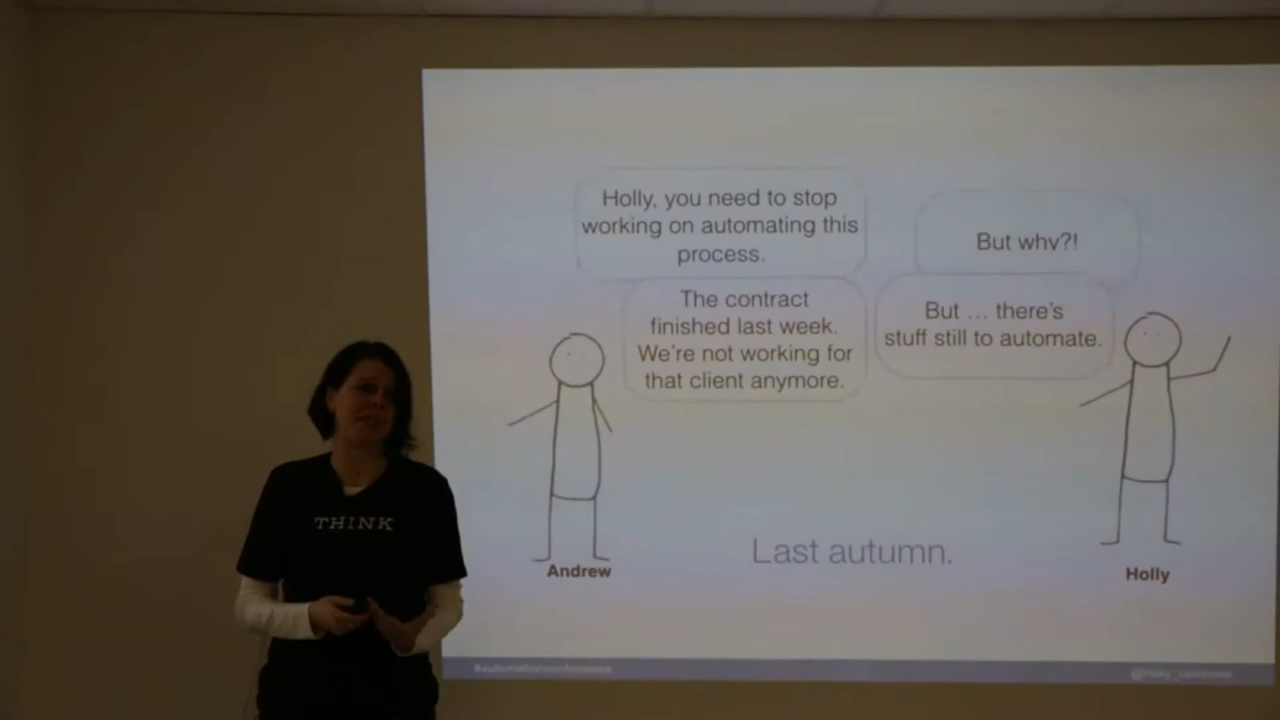 Holly, you need to stop
working on automating this
process.
But why?!
The contract
finished last week.
We're not working for
that client anymore.
But ... there's
stuff still to automate.
THINK
Last autumn.
Andrew
Holly